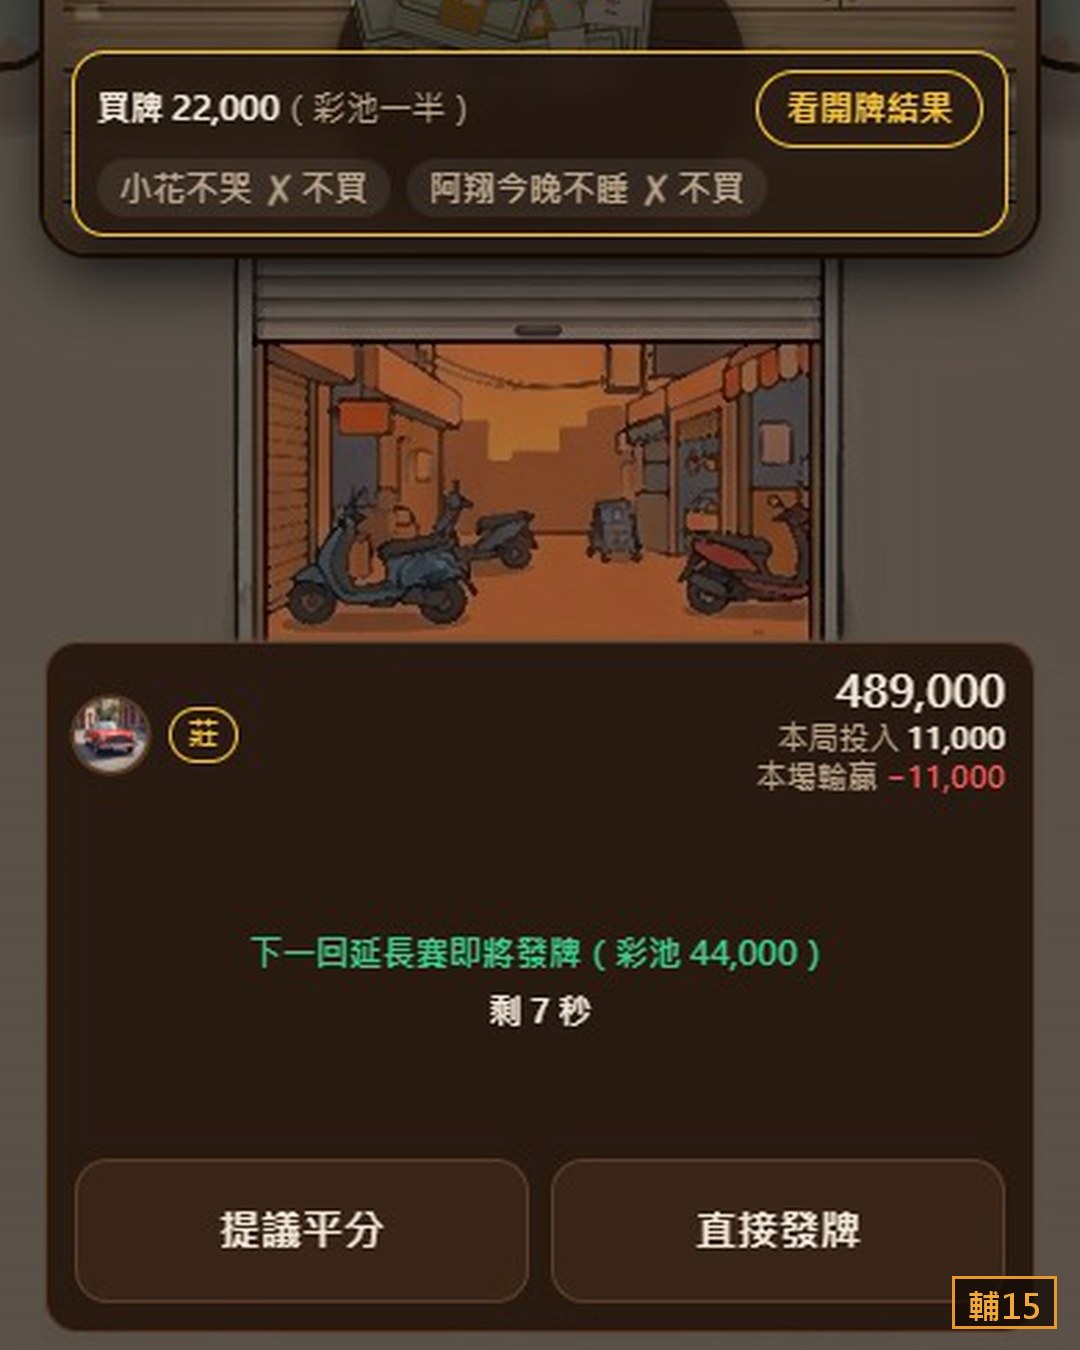 買牌 22,000 ( 彩池一半 )
看開牌結果
小花不哭 ✗ 不買
阿翔今晚不睡 ✗ 不買
莊
489,000
本局投入 11,000
本場輸贏 −11,000
下一回延長賽即將發牌 ( 彩池 44,000 )
剩 7 秒
提議平分
直接發牌
輔15